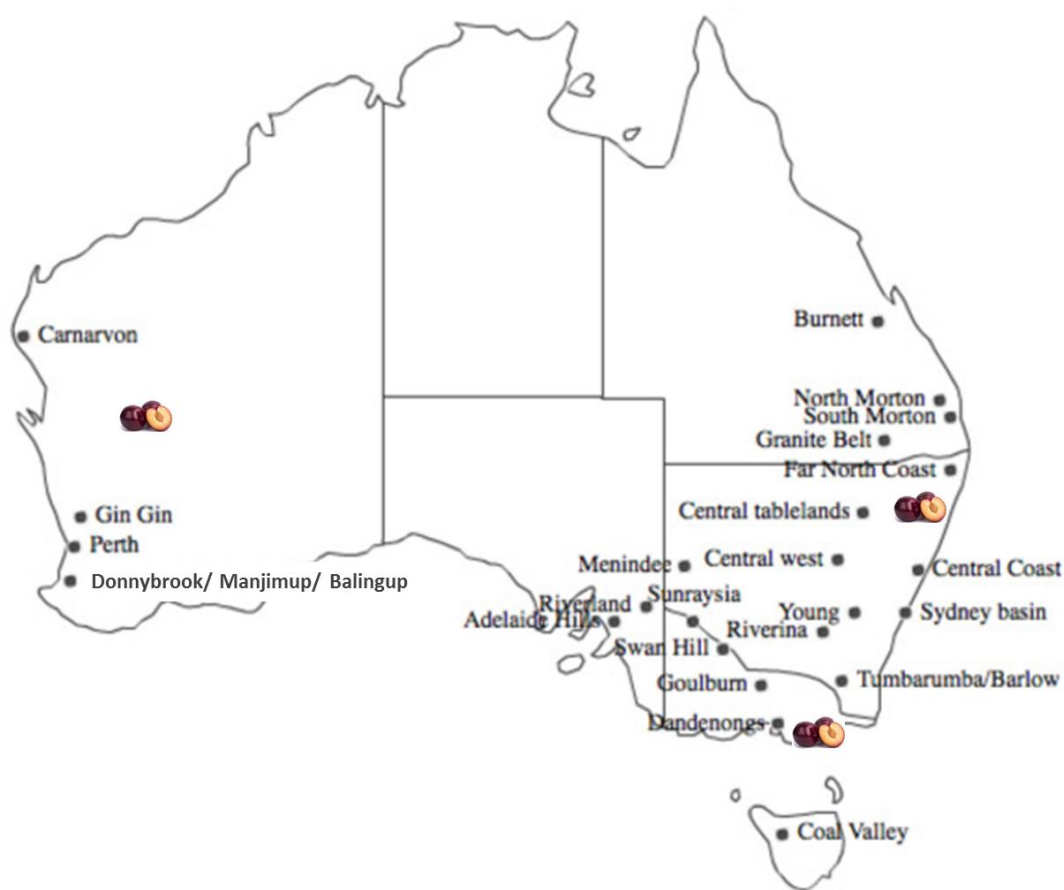 Burnett
Carnarvon
North Morton
South Morton
Granite Belt
Far North Coast
Central tablelands
Gin Gin
Perth
Central west
Menindee
Central Coast
Donnybrook/ Manjimup/ Balingup
Sunraysia
Riverland
Young
Sydney basin
Adelaide Hills
Riverina
Swan Hill
Tumbarumba/Barlow
Goulburn
Dandenongs
Coal Valley